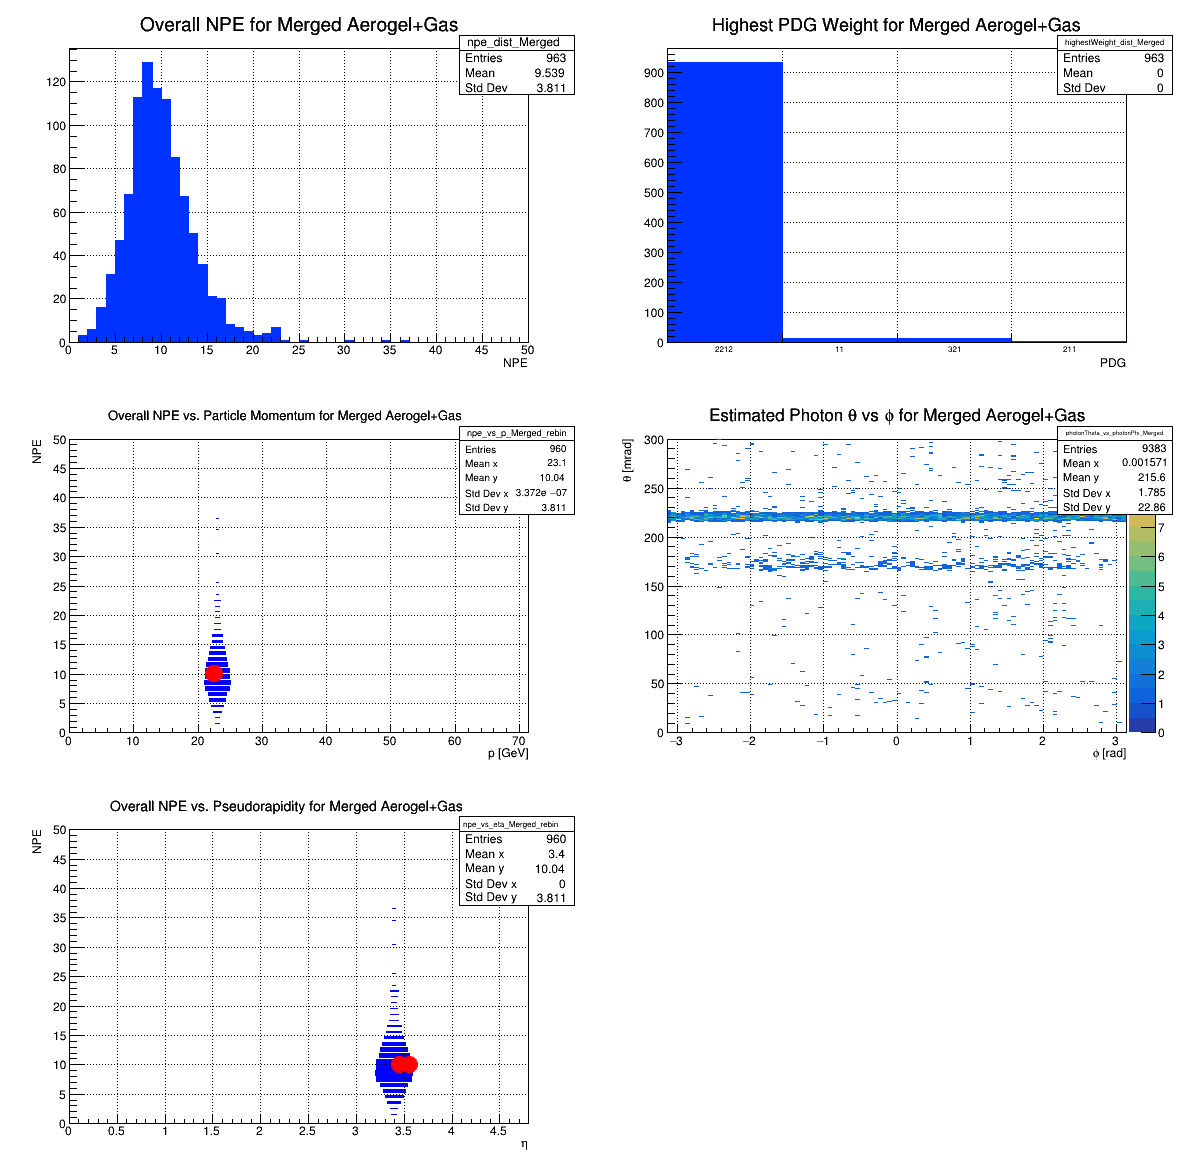 Overall NPE for Merged Aerogel+Gas
npe_dist_Merged
Entries 963
Mean 9.539
Std Dev 3.811
120
100
80
60
40
20
0
0 5 10 15 20 25 30 35 40 45 50
NPE
Highest PDG Weight for Merged Aerogel+Gas
highestWeight_dist_Merged
Entries 963
Mean 0
Std Dev 0
900
800
700
600
500
400
300
200
100
0
2212 11 321 211
PDG
Overall NPE vs. Particle Momentum for Merged Aerogel+Gas
npe_vs_p_Merged_rebin
Entries 960
Mean x 23.1
Mean y 10.04
Std Dev x 3.372e −07
Std Dev y 3.811
NPE
50
45
40
35
30
25
20
15
10
5
0
0 10 20 30 40 50 60 70
p [GeV]
Estimated Photon θ vs ϕ for Merged Aerogel+Gas
photonTheta_vs_photonPhi_Merged
Entries 9383
Mean x 0.001571
Mean y 215.6
Std Dev x 1.785
Std Dev y 22.86
θ [mrad]
300
250
200
150
100
50
0
−3 −2 −1 0 1 2 3
ϕ [rad]
7
6
5
4
3
2
1
0
Overall NPE vs. Pseudorapidity for Merged Aerogel+Gas
npe_vs_eta_Merged_rebin
Entries 960
Mean x 3.4
Mean y 10.04
Std Dev x 0
Std Dev y 3.811
NPE
50
45
40
35
30
25
20
15
10
5
0
0 0.5 1 1.5 2 2.5 3 3.5 4 4.5
η